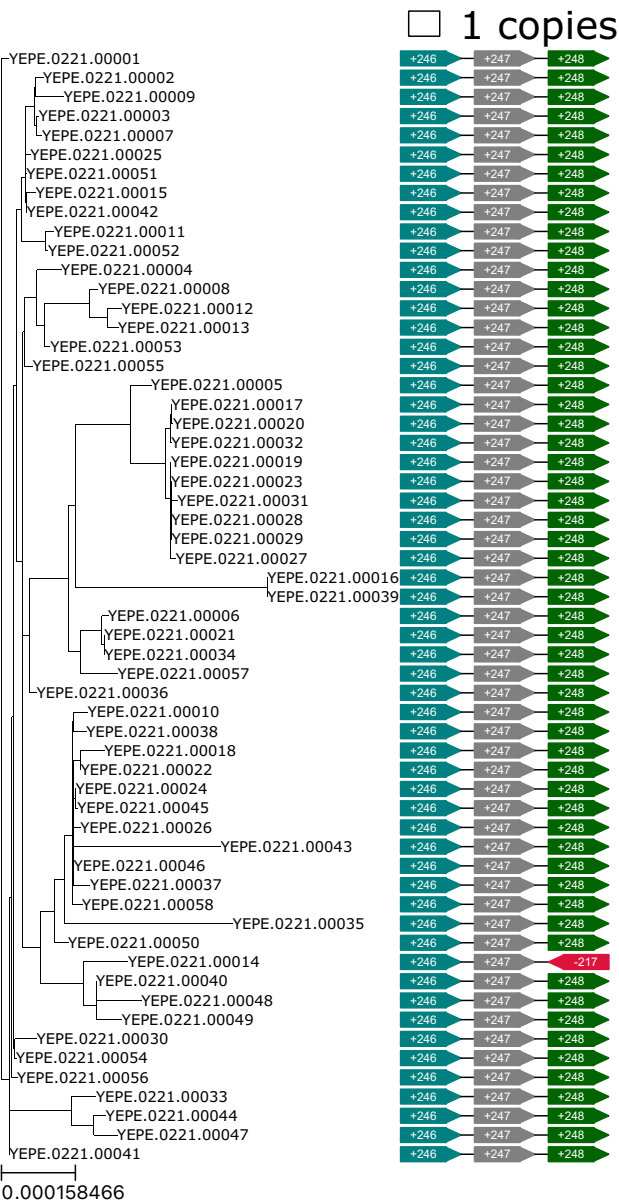 1 copies
YEPE.0221.00001 +246 +247 +248
YEPE.0221.00002 +246 +247 +248
YEPE.0221.00009 +246 +247 +248
YEPE.0221.00003 +246 +247 +248
YEPE.0221.00007 +246 +247 +248
YEPE.0221.00025 +246 +247 +248
YEPE.0221.00051 +246 +247 +248
YEPE.0221.00015 +246 +247 +248
YEPE.0221.00042 +246 +247 +248
YEPE.0221.00011 +246 +247 +248
YEPE.0221.00052 +246 +247 +248
YEPE.0221.00004 +246 +247 +248
YEPE.0221.00008 +246 +247 +248
YEPE.0221.00012 +246 +247 +248
YEPE.0221.00013 +246 +247 +248
YEPE.0221.00053 +246 +247 +248
YEPE.0221.00055 +246 +247 +248
YEPE.0221.00005 +246 +247 +248
YEPE.0221.00017 +246 +247 +248
YEPE.0221.00020 +246 +247 +248
YEPE.0221.00032 +246 +247 +248
YEPE.0221.00019 +246 +247 +248
YEPE.0221.00023 +246 +247 +248
YEPE.0221.00031 +246 +247 +248
YEPE.0221.00028 +246 +247 +248
YEPE.0221.00029 +246 +247 +248
YEPE.0221.00027 +246 +247 +248
YEPE.0221.00016 +246 +247 +248
YEPE.0221.00039 +246 +247 +248
YEPE.0221.00006 +246 +247 +248
YEPE.0221.00021 +246 +247 +248
YEPE.0221.00034 +246 +247 +248
YEPE.0221.00057 +246 +247 +248
YEPE.0221.00036 +246 +247 +248
YEPE.0221.00010 +246 +247 +248
YEPE.0221.00038 +246 +247 +248
YEPE.0221.00018 +246 +247 +248
YEPE.0221.00022 +246 +247 +248
YEPE.0221.00024 +246 +247 +248
YEPE.0221.00045 +246 +247 +248
YEPE.0221.00026 +246 +247 +248
YEPE.0221.00043 +246 +247 +248
YEPE.0221.00046 +246 +247 +248
YEPE.0221.00037 +246 +247 +248
YEPE.0221.00058 +246 +247 +248
YEPE.0221.00035 +246 +247 +248
YEPE.0221.00050 +246 +247 +248
YEPE.0221.00014 +246 +247 -217
YEPE.0221.00040 +246 +247 +248
YEPE.0221.00048 +246 +247 +248
YEPE.0221.00049 +246 +247 +248
YEPE.0221.00030 +246 +247 +248
YEPE.0221.00054 +246 +247 +248
YEPE.0221.00056 +246 +247 +248
YEPE.0221.00033 +246 +247 +248
YEPE.0221.00044 +246 +247 +248
YEPE.0221.00047 +246 +247 +248
YEPE.0221.00041 +246 +247 +248
0.000158466